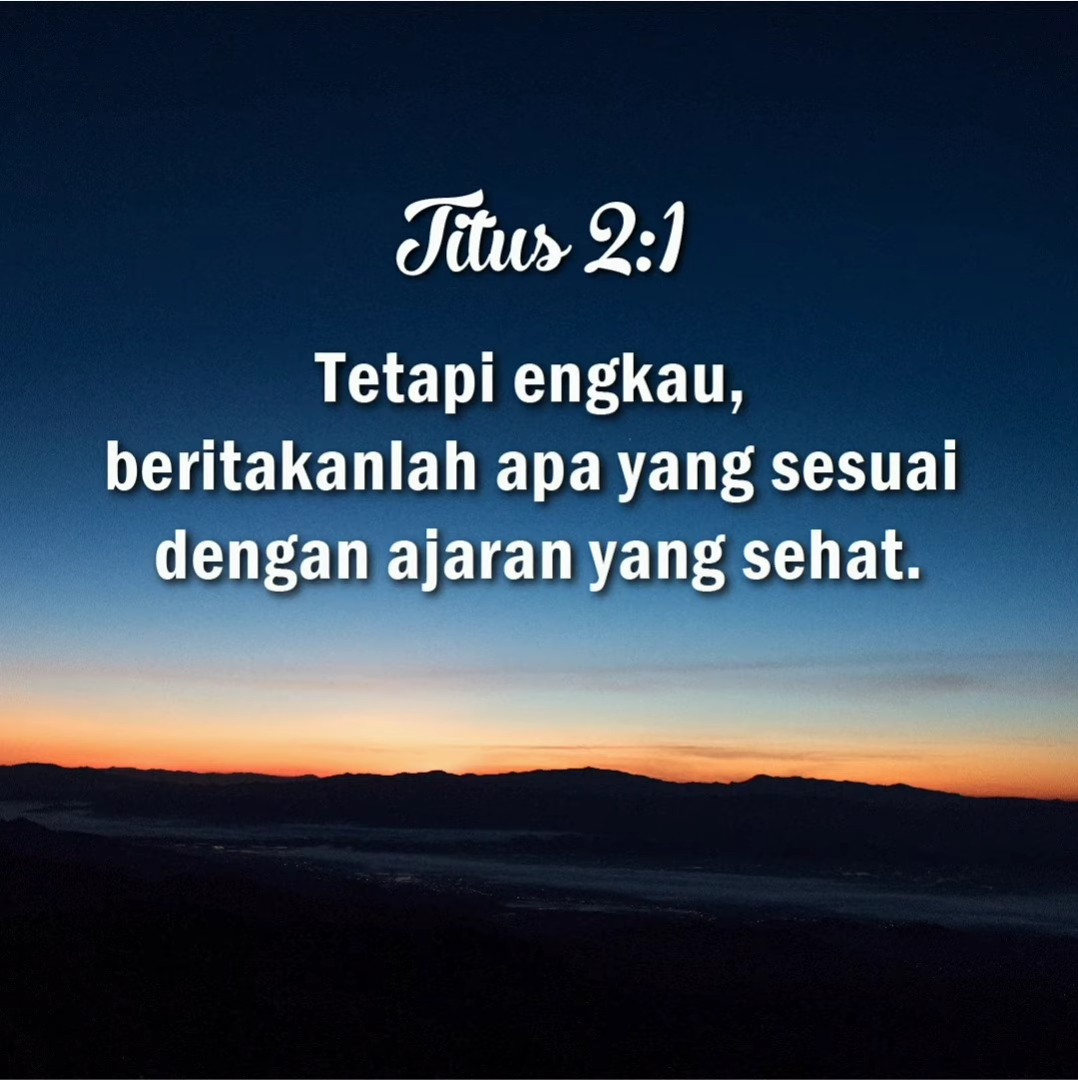 Titus 2:1
Tetapi engkau,
beritakanlah apa yang sesuai
dengan ajaran yang sehat.